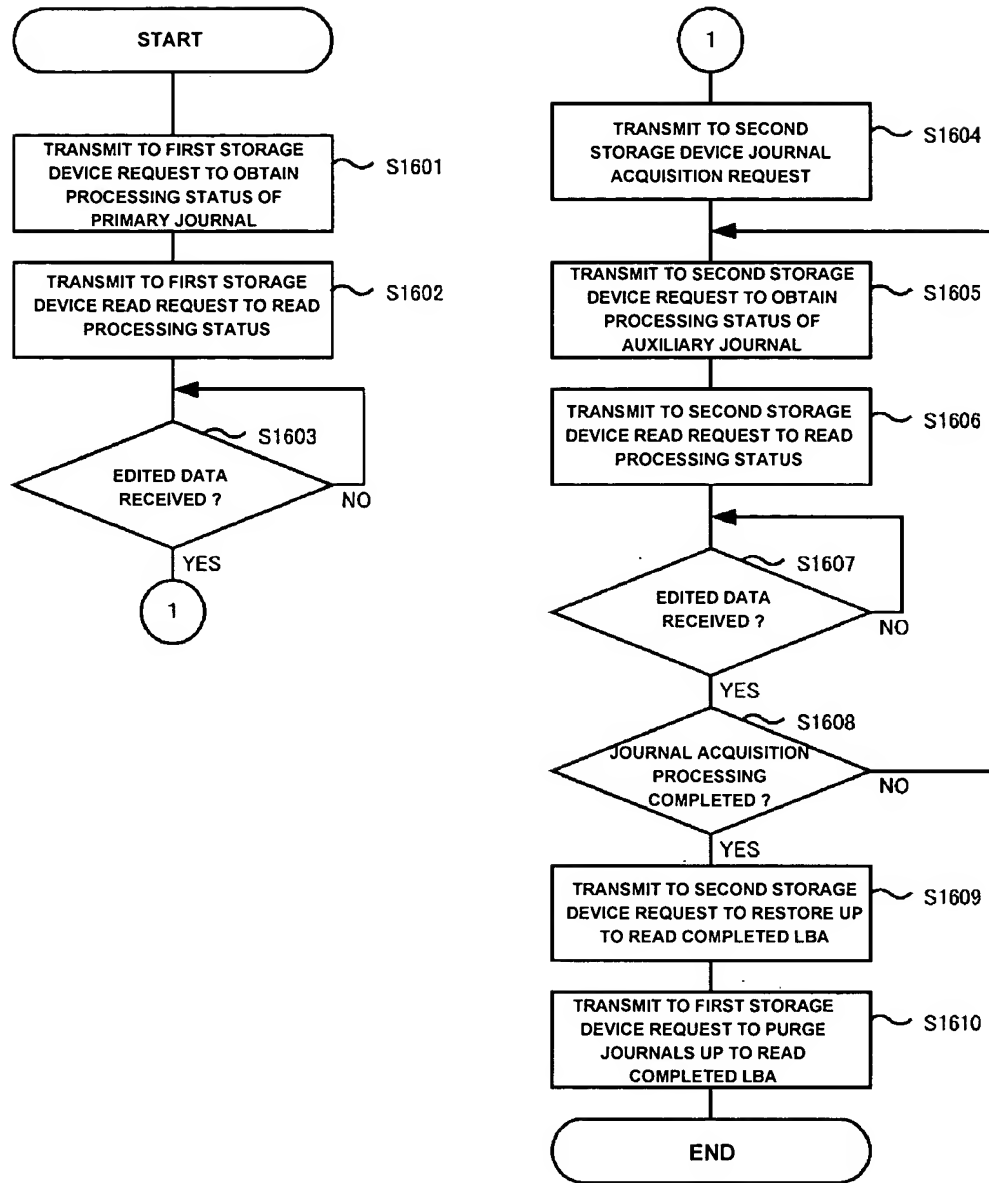 START
TRANSMIT TO FIRST STORAGE
DEVICE REQUEST TO OBTAIN
PROCESSING STATUS OF
PRIMARY JOURNAL
S1601
TRANSMIT TO FIRST STORAGE
DEVICE READ REQUEST TO READ
PROCESSING STATUS
S1602
S1603
EDITED DATA
RECEIVED ?
NO
YES
1
1
TRANSMIT TO SECOND
STORAGE DEVICE JOURNAL
ACQUISITION REQUEST
S1604
TRANSMIT TO SECOND STORAGE
DEVICE REQUEST TO OBTAIN
PROCESSING STATUS OF
AUXILIARY JOURNAL
S1605
TRANSMIT TO SECOND STORAGE
DEVICE READ REQUEST TO READ
PROCESSING STATUS
S1606
S1607
EDITED DATA
RECEIVED ?
NO
YES
S1608
JOURNAL ACQUISITION
PROCESSING
COMPLETED ?
NO
YES
TRANSMIT TO SECOND STORAGE
DEVICE REQUEST TO RESTORE UP
TO READ COMPLETED LBA
S1609
TRANSMIT TO FIRST STORAGE
DEVICE REQUEST TO PURGE
JOURNALS UP TO READ
COMPLETED LBA
S1610
END